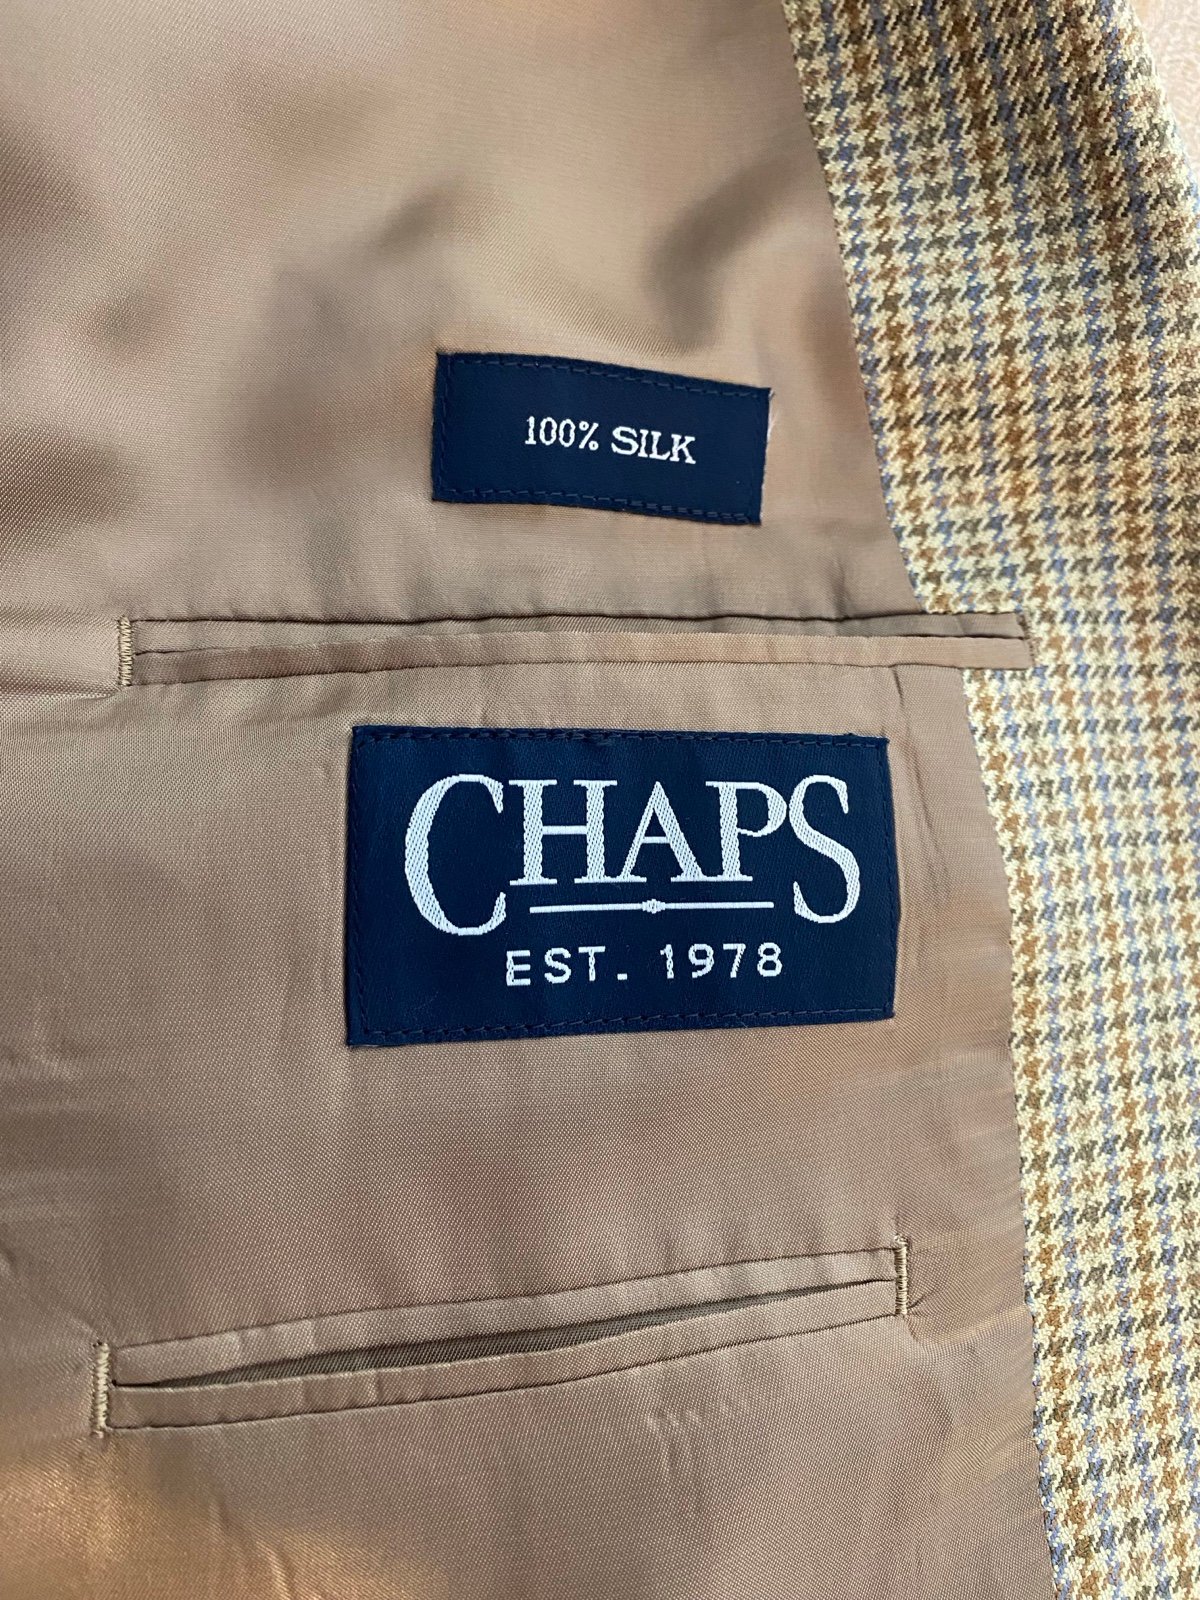 100% SILK
CHAPS
EST. 1978